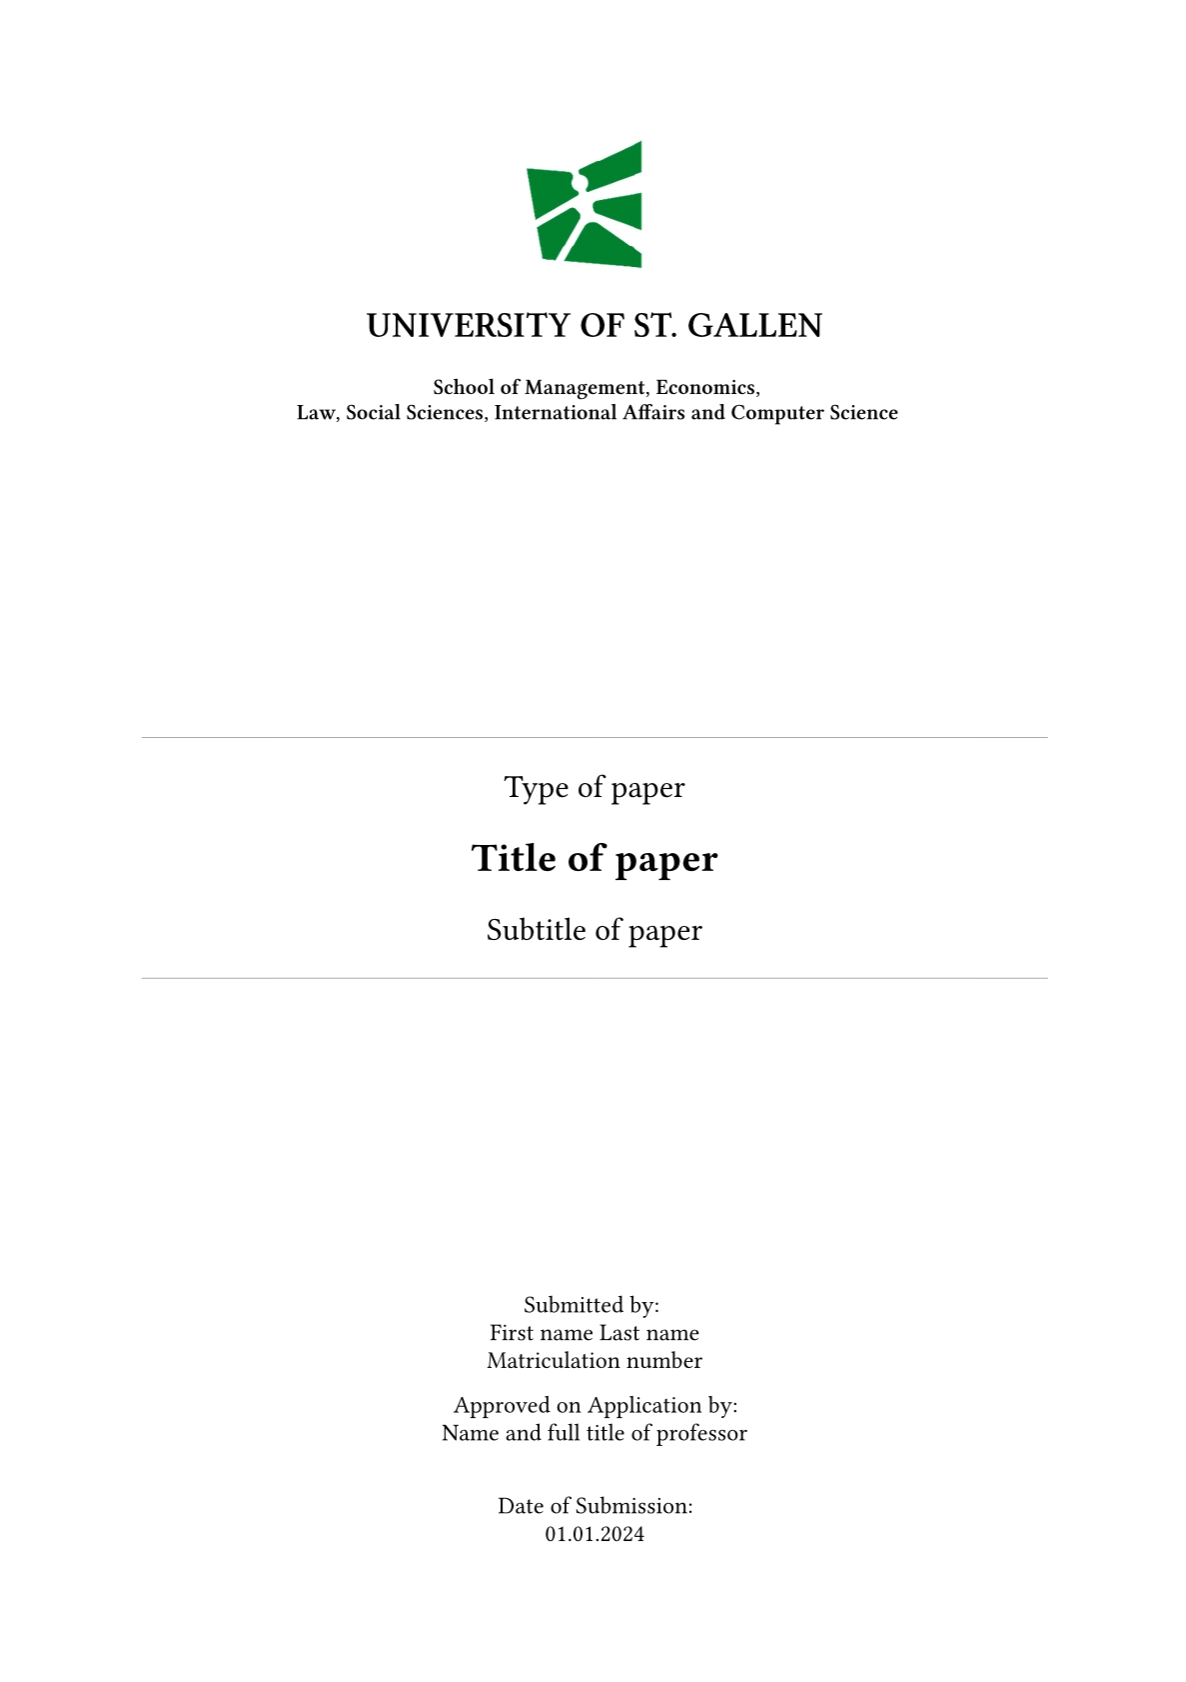 UNIVERSITY OF ST. GALLEN
School of Management, Economics,
Law, Social Sciences, International Affairs and Computer Science
Type of paper
Title of paper
Subtitle of paper
Submitted by:
First name Last name
Matriculation number
Approved on Application by:
Name and full title of professor
Date of Submission:
01.01.2024